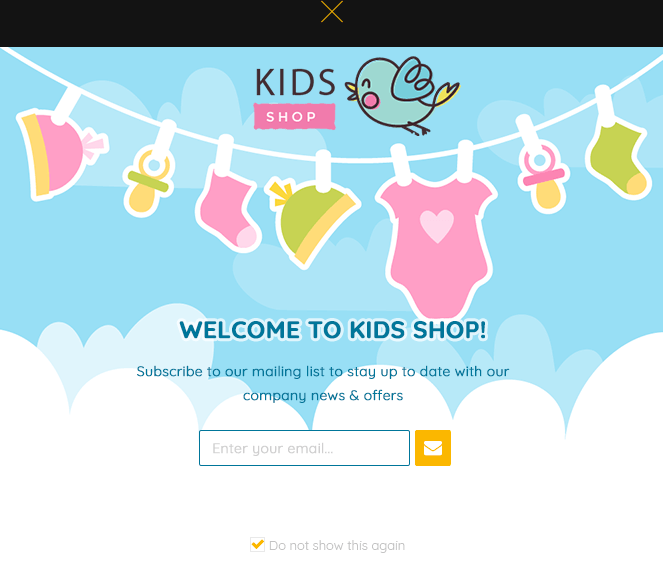 KIDS
SHOP
WELCOME TO KIDS SHOP!
Subscribe to our mailing list to stay up to date with our
company news & offers
Enter your email...
Do not show this again